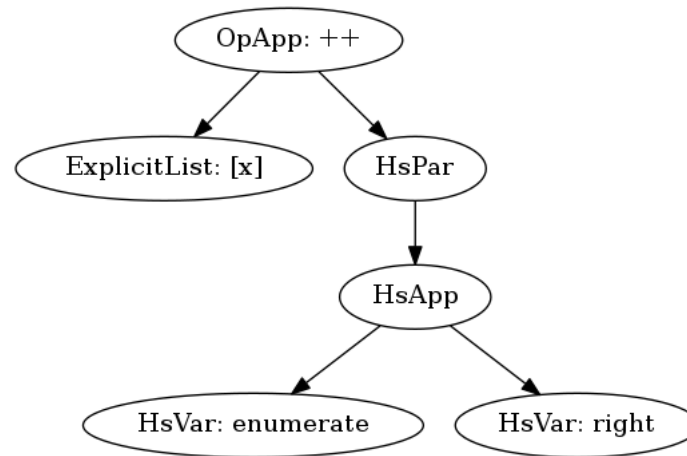 OpApp: ++
ExplicitList: [x]
HsPar
HsApp
HsVar: enumerate
HsVar: right